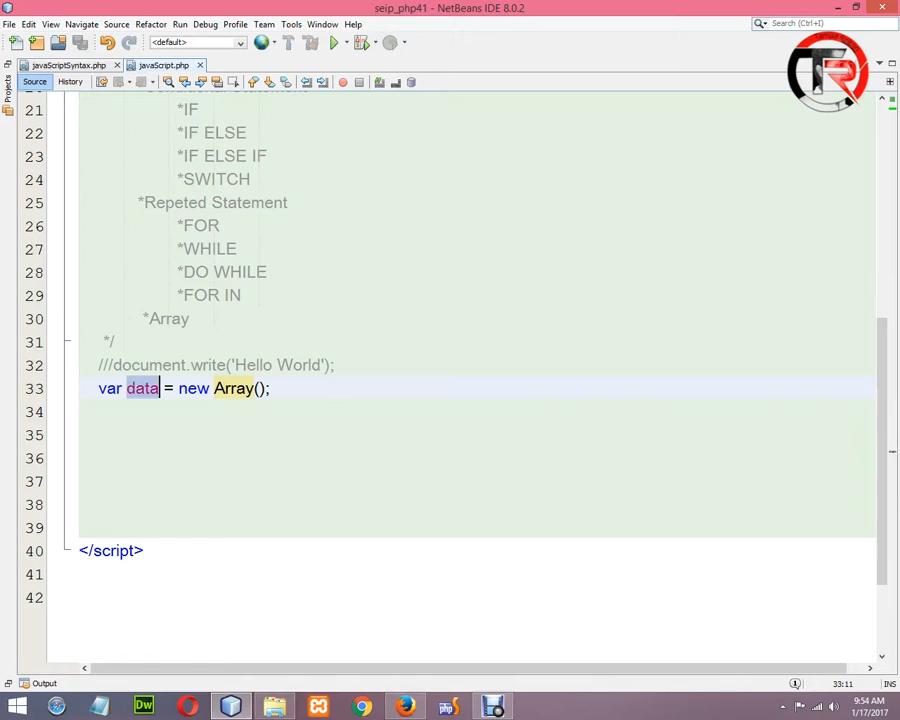 seip_php41 - NetBeans IDE 8.0.2
File Edit View Navigate Source Refactor Run Debug Profile Team Tools Window Help
Search (Ctrl+I)
<default>
javaScriptSyntax.php javaScript.php
Projects
Source History
21 *IF
22 *IF ELSE
23 *IF ELSE IF
24 *SWITCH
25 *Repeted Statement
26 *FOR
27 *WHILE
28 *DO WHILE
29 *FOR IN
30 *Array
31 */
32 ///document.write('Hello World');
33 var data = new Array();
34
35
36
37
38
39
40 </script>
41
42
Output
33:11 INS
Dw
9:54 AM
1/17/2017